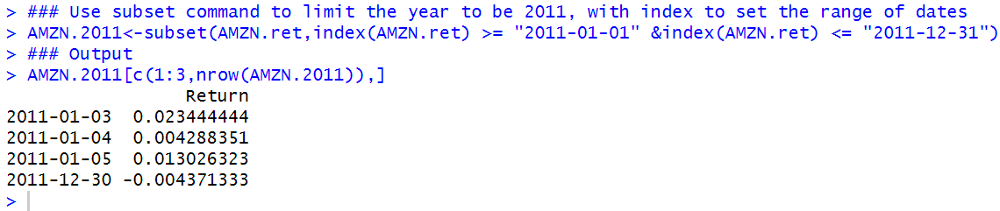 > ### Use subset command to limit the year to be 2011, with index to set the range of dates
> AMZN.2011<-subset(AMZN.ret,index(AMZN.ret) >= "2011-01-01" &index(AMZN.ret) <= "2011-12-31")
> ### Output
> AMZN.2011[c(1:3,nrow(AMZN.2011)),]
                 Return
2011-01-03  0.023444444
2011-01-04  0.004288351
2011-01-05  0.013026323
2011-12-30 -0.004371333
>